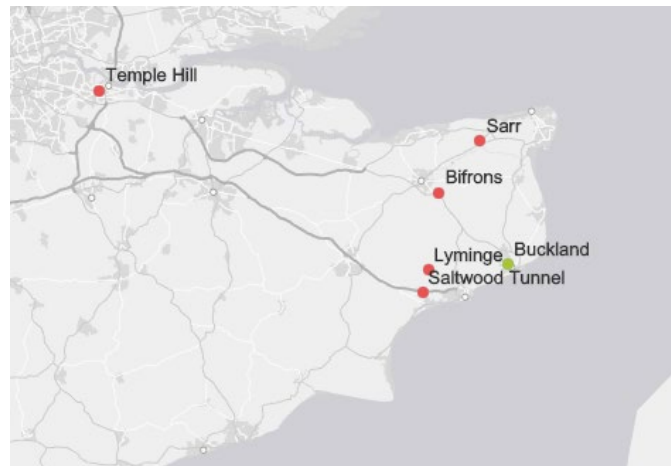 Temple Hill
Sarr
Bifrons
Lyminge
Buckland
Saltwood Tunnel